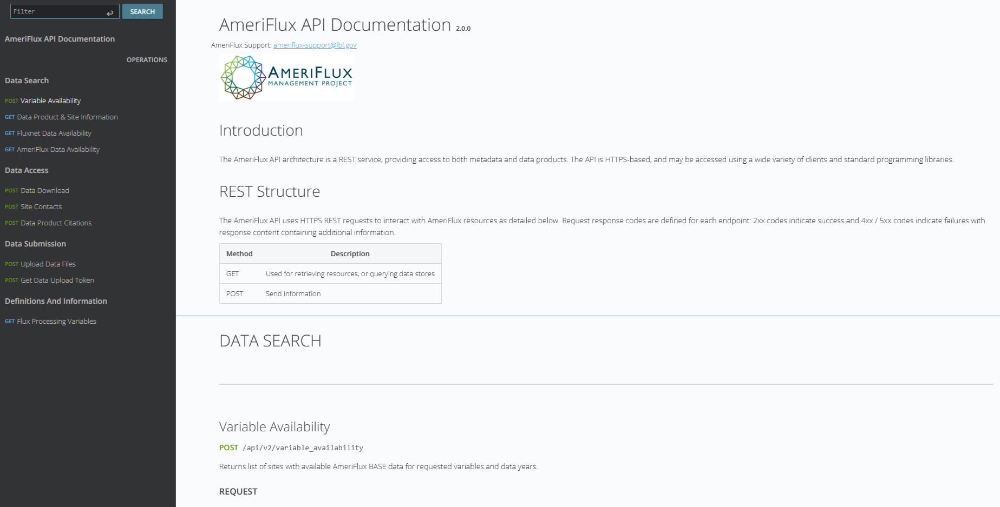 Filter
SEARCH
AmeriFlux API Documentation
OPERATIONS
Data Search
POST Variable Availability
GET Data Product & Site Information
GET Fluxnet Data Availability
GET AmeriFlux Data Availability
Data Access
POST Data Download
POST Site Contacts
POST Data Product Citations
Data Submission
POST Upload Data Files
POST Get Data Upload Token
Definitions And Information
GET Flux Processing Variables
AmeriFlux API Documentation 2.0.0
AmeriFlux Support: ameriflux-support@lbl.gov
AMERIFLUX
MANAGEMENT PROJECT
Introduction
The AmeriFlux API architecture is a REST service, providing access to both metadata and data products. The API is HTTPS-based, and may be accessed using a wide variety of clients and standard programming libraries.
REST Structure
The AmeriFlux API uses HTTPS REST requests to interact with AmeriFlux resources as detailed below. Request response codes are defined for each endpoint: 2xx codes indicate success and 4xx / 5xx codes indicate failures with
response content containing additional information.
Method Description
GET Used for retrieving resources, or querying data stores
POST Send Information
DATA SEARCH
Variable Availability
POST /api/v2/variable_availability
Returns list of sites with available AmeriFlux BASE data for requested variables and data years.
REQUEST